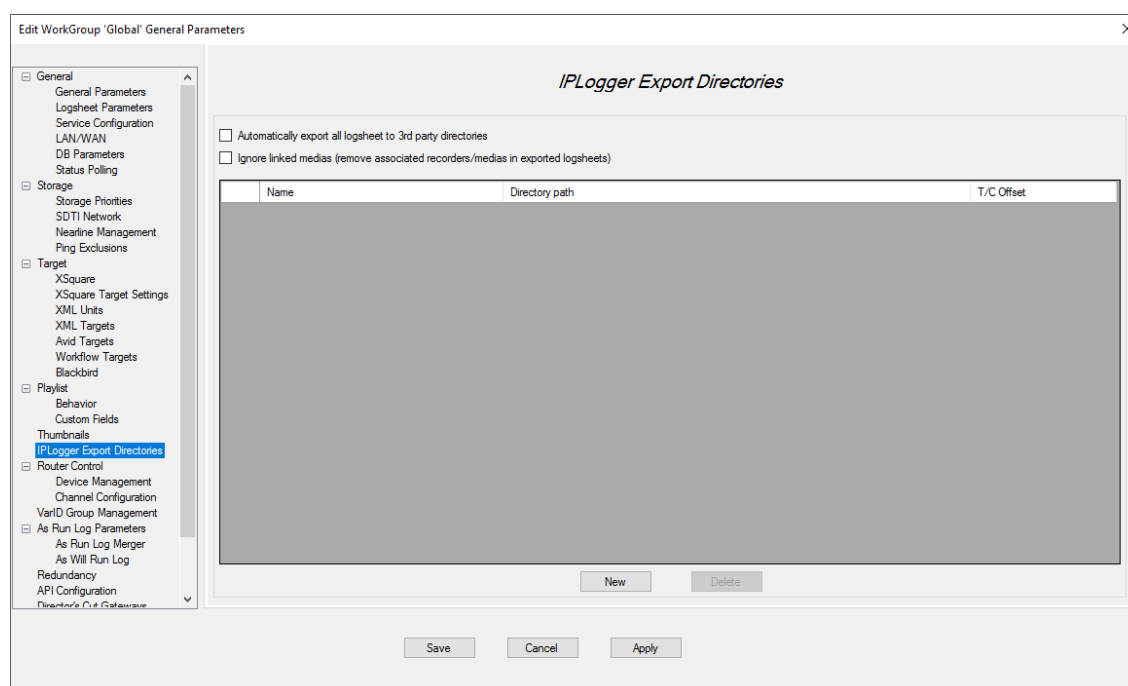 Edit WorkGroup 'Global' General Parameters
General
General Parameters
Logsheet Parameters
Service Configuration
LAN/WAN
DB Parameters
Status Polling
Storage
Storage Priorities
SDTI Network
Nearline Management
Ping Exclusions
Target
XSquare
XSquare Target Settings
XML Units
XML Targets
Avid Targets
Workflow Targets
Blackbird
Playlist
Behavior
Custom Fields
Thumbnails
IPLogger Export Directories
Router Control
Device Management
Channel Configuration
VarID Group Management
As Run Log Parameters
As Run Log Merger
As Will Run Log
Redundancy
API Configuration
Director's Cut Gateways
IPLogger Export Directories
Automatically export all logsheet to 3rd party directories
Ignore linked medias (remove associated recorders/medias in exported logsheets)
Name Directory path T/C Offset
New Delete
Save Cancel Apply